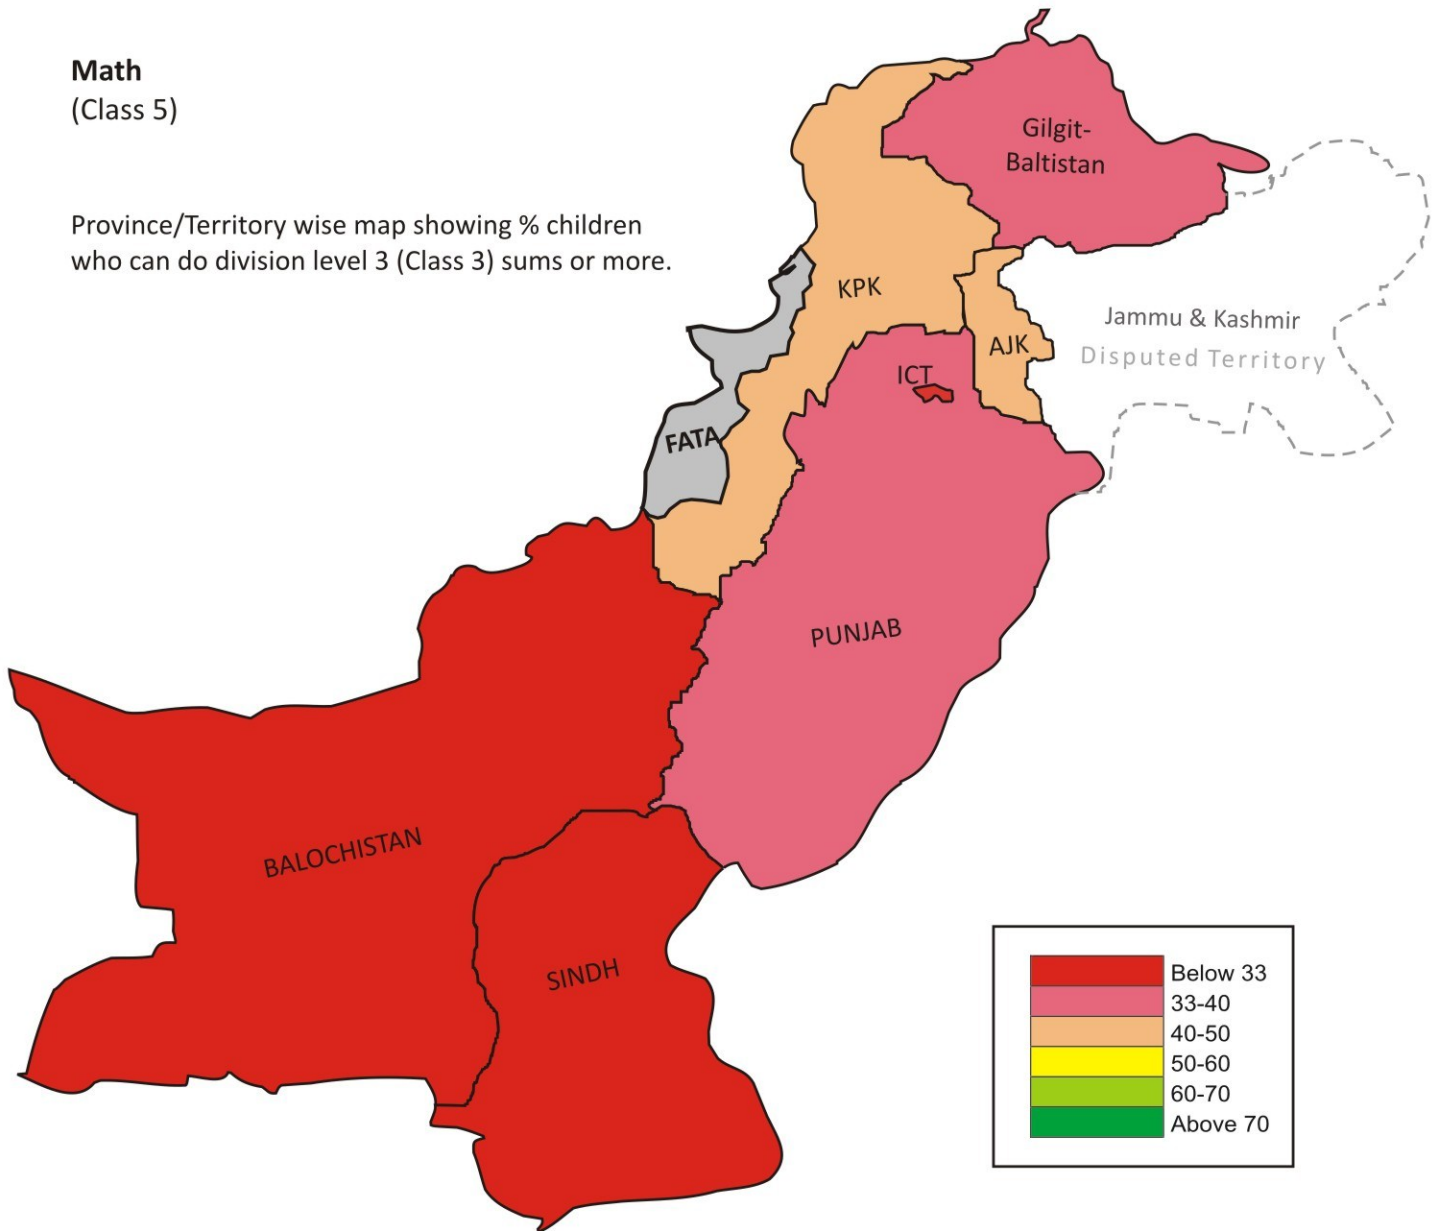 Math
(Class 5)
Province/Territory wise map showing % children
who can do division level 3 (Class 3) sums or more.
Gilgit-
Baltistan
KPK
Jammu & Kashmir
AJK
Disputed Territory
ICT
FATA
PUNJAB
BALOCHISTAN
SINDH
Below 33
33-40
40-50
50-60
60-70
Above 70